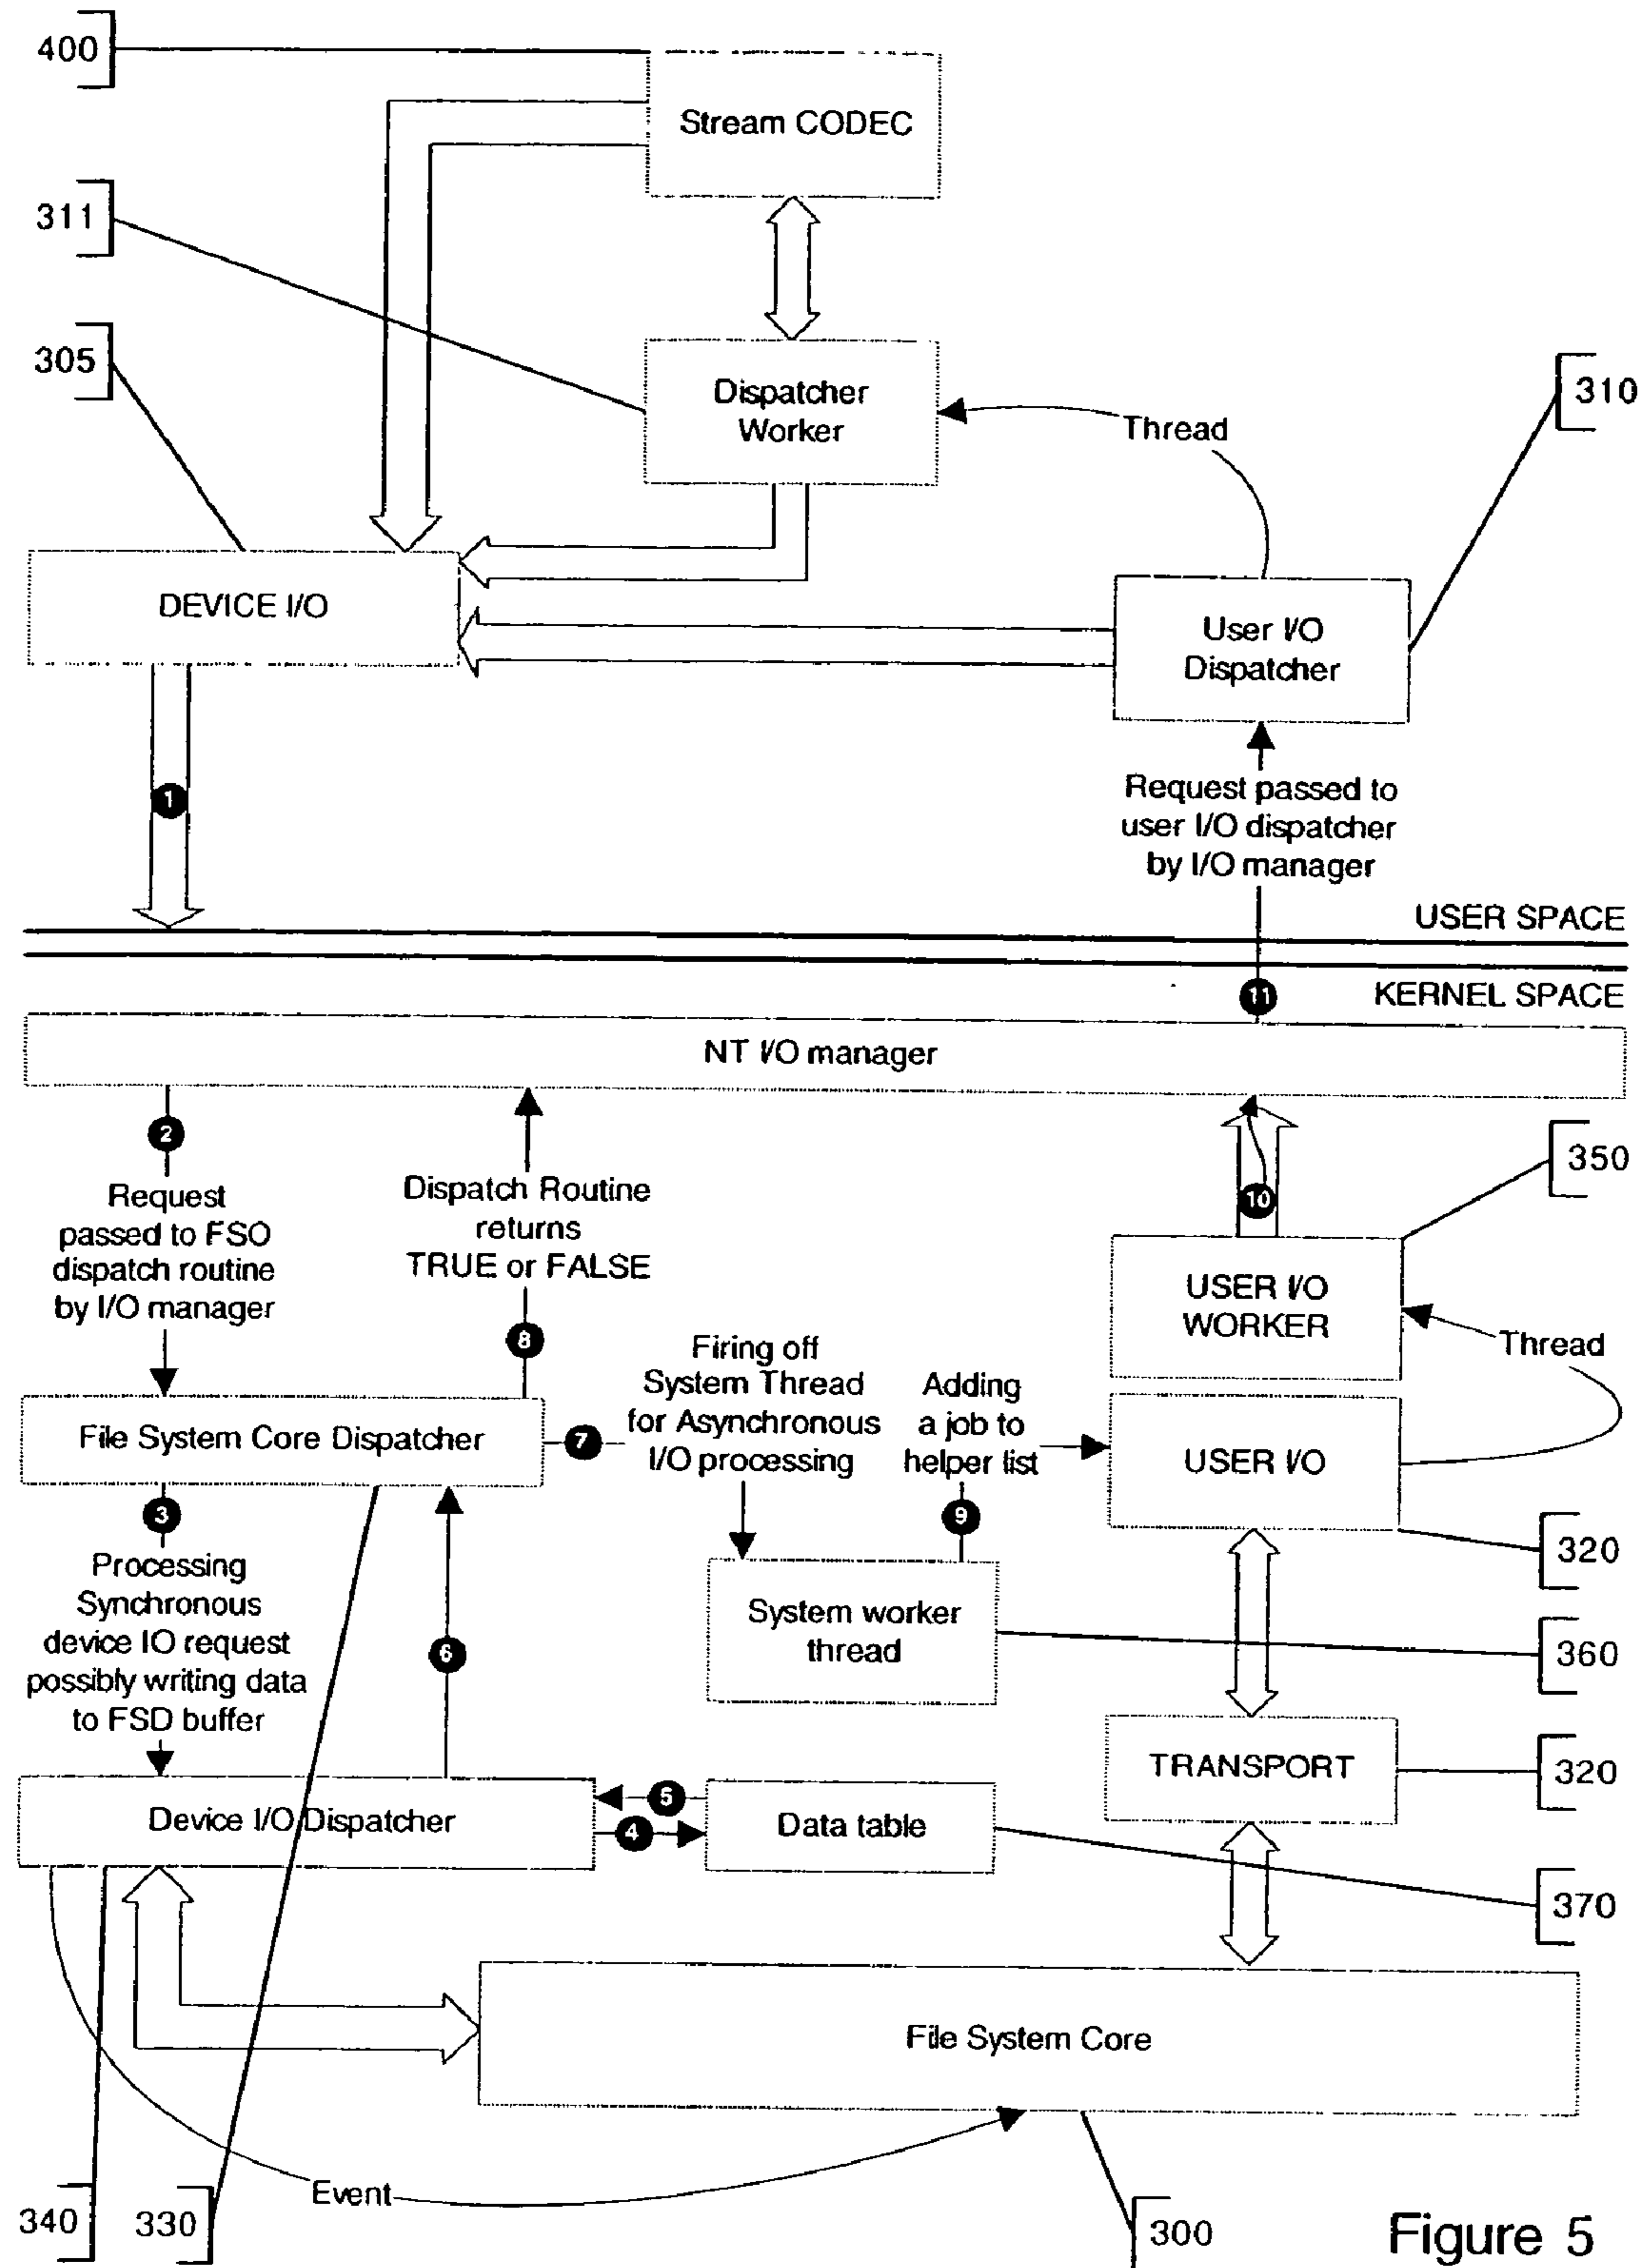 400
Stream CODEC
311
305
Dispatcher
Worker
Thread
310
DEVICE I/O
User I/O
Dispatcher
1
Request passed to
user I/O dispatcher
by I/O manager
USER SPACE
11
KERNEL SPACE
NT I/O manager
2
Request
passed to FSO
dispatch routine
by I/O manager
Dispatch Routine
returns
TRUE or FALSE
8
10
350
USER I/O
WORKER
Thread
Firing off
System Thread
for Asynchronous
I/O processing
Adding
a job to
helper list
File System Core Dispatcher
7
USER I/O
3
9
320
Processing
Synchronous
device IO request
possibly writing data
to FSD buffer
6
System worker
thread
360
TRANSPORT
320
Device I/O Dispatcher
5
4
Data table
370
File System Core
Event
340
330
300
Figure 5